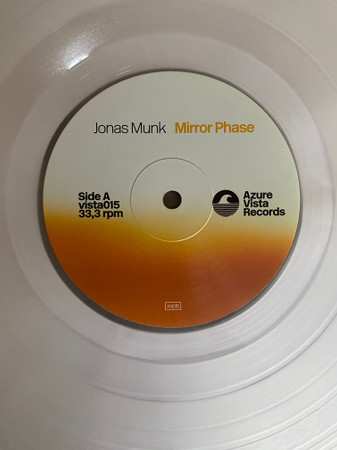 Jonas Munk Mirror Phase
Side A
vista015
33,3 rpm
Azure
Vista
Records